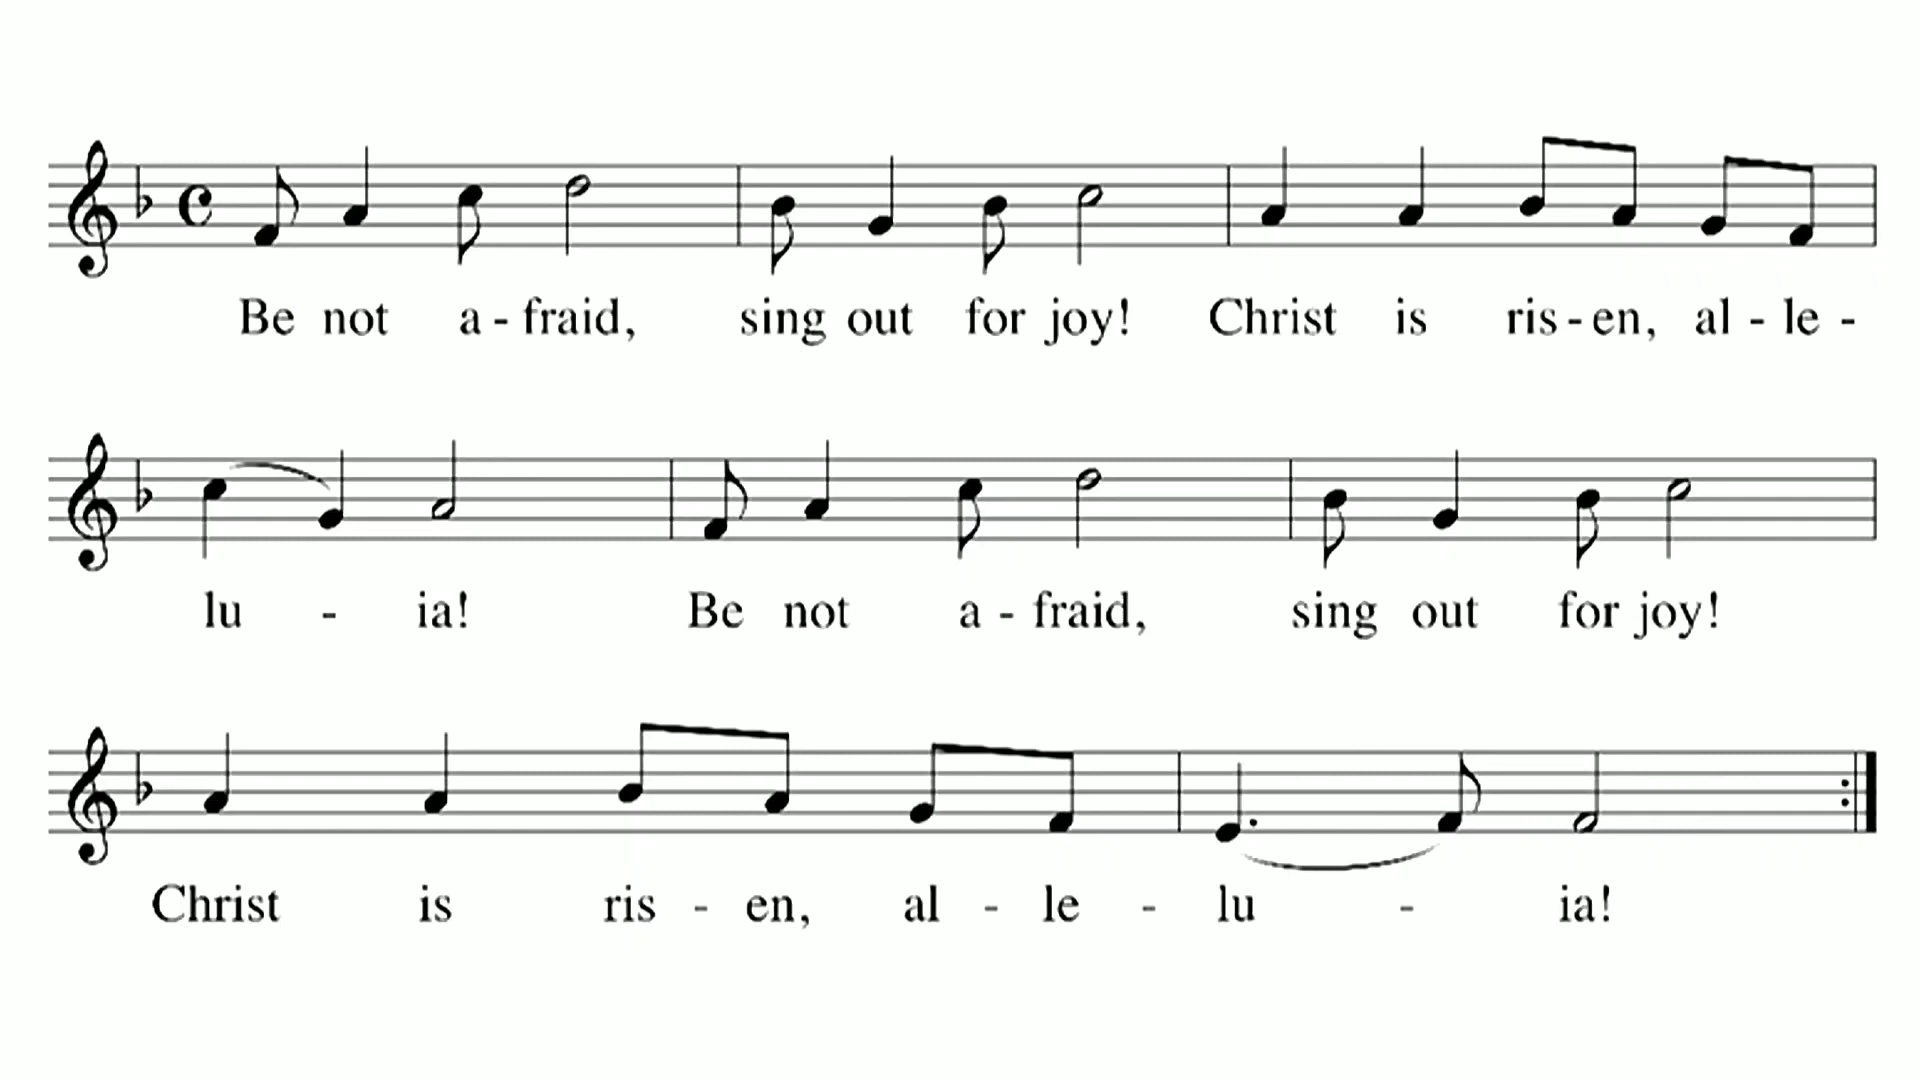 Be not a - fraid, sing out for joy! Christ is ris - en, al - le -
lu - ia! Be not a - fraid, sing out for joy!
Christ is ris - en, al - le - lu - ia!